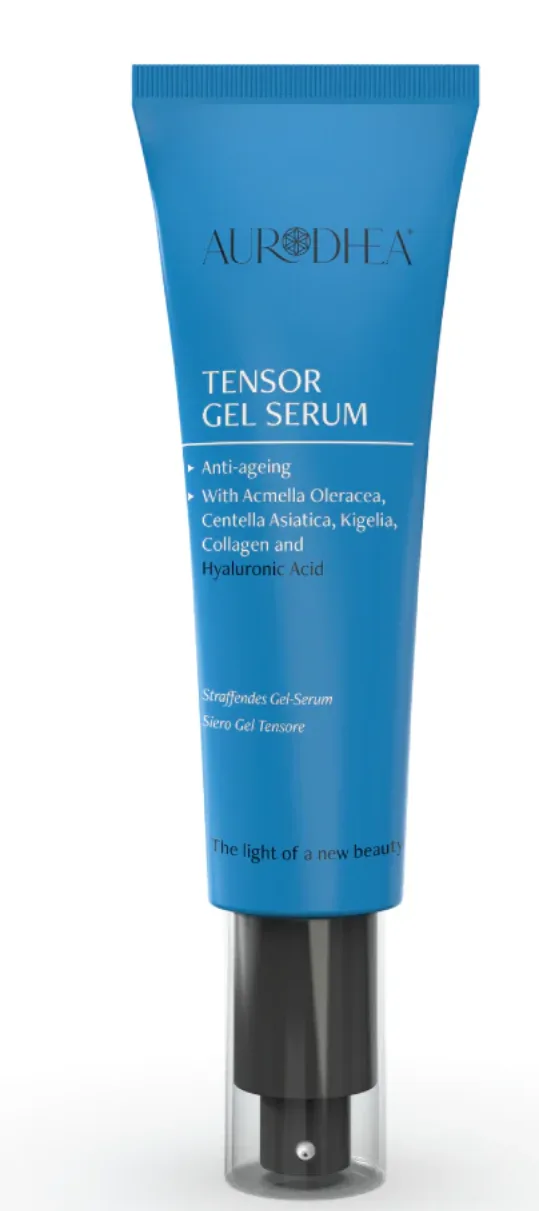 AURODHEA®
TENSOR
GEL SERUM
▸ Anti-ageing
▸ With Acmella Oleracea,
Centella Asiatica, Kigelia,
Collagen and
Hyaluronic Acid
Straffendes Gel-Serum
Siero Gel Tensore
The light of a new beauty